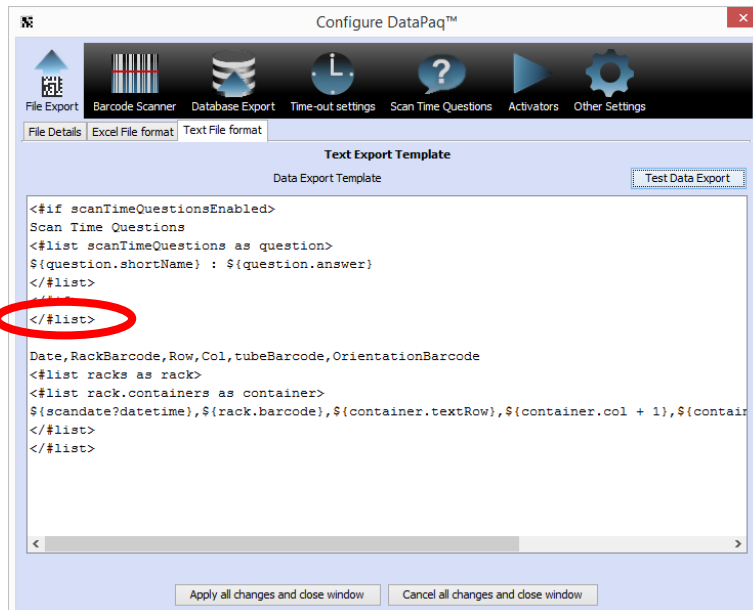 Configure DataPaq™
File Export Barcode Scanner Database Export Time-out settings Scan Time Questions Activators Other Settings
File Details Excel File format Text File format
Text Export Template
Data Export Template Test Data Export
<#if scanTimeQuestionsEnabled>
Scan Time Questions
<#list scanTimeQuestions as question>
${question.shortName} : ${question.answer}
</#list>
</#list>
Date,RackBarcode,Row,Col,tubeBarcode,OrientationBarcode
<#list racks as rack>
<#list rack.containers as container>
${scandate?datetime},${rack.barcode},${container.textRow},${container.col + 1},${contair
</#list>
</#list>
Apply all changes and close window Cancel all changes and close window